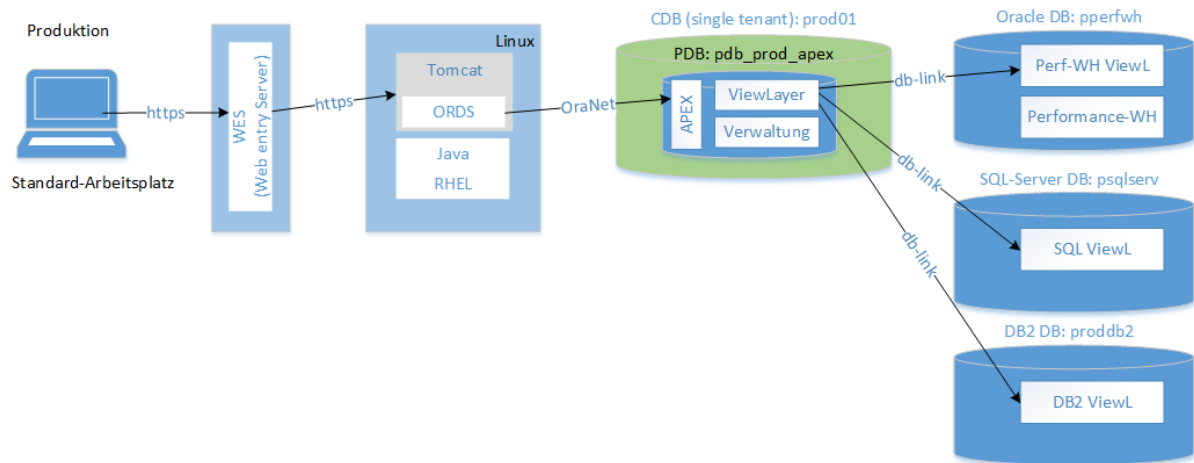 Produktion
https
Standard-Arbeitsplatz
WES
(Web entry Server)
https
Linux
Tomcat
ORDS
Java
RHEL
OraNet
CDB (single tenant): prod01
PDB: pdb_prod_apex
APEX
ViewLayer
Verwaltung
db-link
db-link
db-link
Oracle DB: pperfwh
Perf-WH ViewL
Performance-WH
SQL-Server DB: psqlserv
SQL ViewL
DB2 DB: proddb2
DB2 ViewL